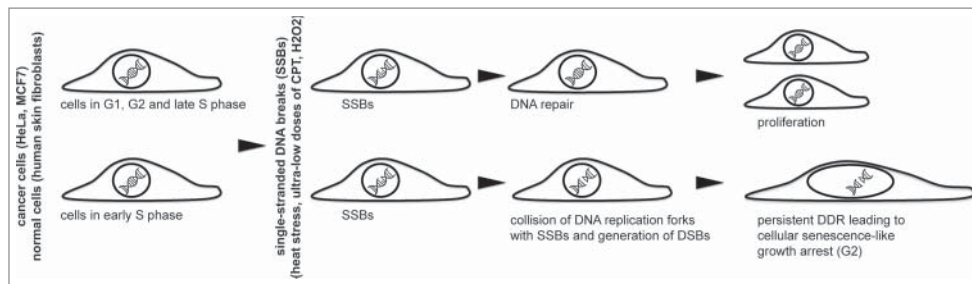 cancer cells (HeLa, MCF7)
normal cells (human skin fibroblasts)
cells in G1, G2 and late S phase
cells in early S phase
single-stranded DNA breaks (SSBs)
(heat stress, ultra-low doses of CPT, H2O2)
SSBs
DNA repair
proliferation
SSBs
collision of DNA replication forks
with SSBs and generation of DSBs
persistent DDR leading to
cellular senescence-like
growth arrest (G2)